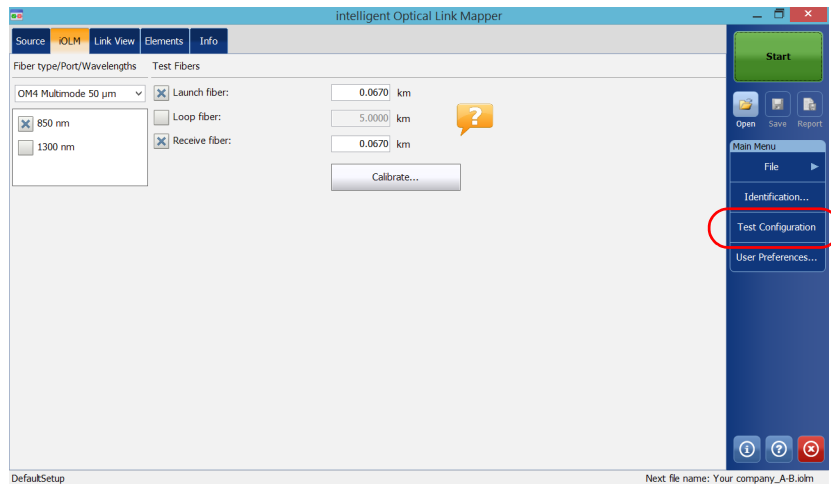 intelligent Optical Link Mapper
Source iOLM Link View Elements Info
Start
Fiber type/Port/Wavelengths Test Fibers
OM4 Multimode 50 µm
Launch fiber: 0.0670 km
850 nm
Loop fiber: 5.0000 km
1300 nm
Receive fiber: 0.0670 km
?
Calibrate...
Open Save Report
Main Menu
File
Identification...
Test Configuration
User Preferences...
i ? x
DefaultSetup
Next file name: Your company_A-B.iolm